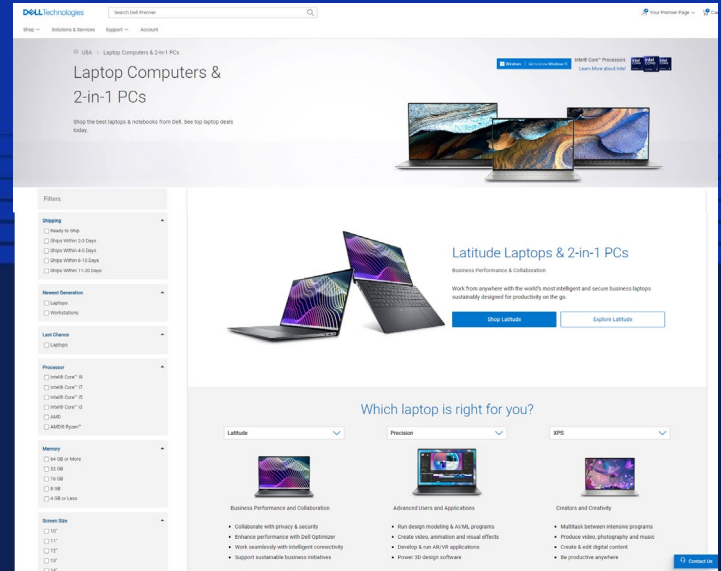 DELLTechnologies
Search Dell Premier
Your Premier Page
Shop
Solutions & Services
Support
Account
USA
Laptop Computers & 2-in-1 PCs
Laptop Computers &
2-in-1 PCs
Shop the best laptops & notebooks from Dell. See top laptop deals
today.
Windows
Get to know Windows 11
Intel® Core™ Processors
Learn More about Intel
Filters
Shipping
Ready to Ship
Ships Within 2-3 Days
Ships Within 4-5 Days
Ships Within 6-10 Days
Ships Within 11-20 Days
Newest Generation
Laptops
Workstations
Last Chance
Laptops
Processor
Intel® Core™ i9
Intel® Core™ i7
Intel® Core™ i5
Intel® Core™ i3
AMD
AMD® Ryzen™
Memory
64 GB or More
32 GB
16 GB
8 GB
4 GB or Less
Screen Size
10"
11"
12"
13"
14"
Latitude Laptops & 2-in-1 PCs
Business Performance & Collaboration
Work from anywhere with the world's most intelligent and secure business laptops
sustainably designed for productivity on the go.
Shop Latitude
Explore Latitude
Which laptop is right for you?
Latitude
Business Performance and Collaboration
• Collaborate with privacy & security
• Enhance performance with Dell Optimizer
• Work seamlessly with intelligent connectivity
• Support sustainable business initiatives
Precision
Advanced Users and Applications
• Run design modeling & AI/ML programs
• Create video, animation and visual effects
• Develop & run AR/VR applications
• Power 3D design software
XPS
Creators and Creativity
• Multitask between intensive programs
• Produce video, photography and music
• Create & edit digital content
• Be productive anywhere
Contact Us